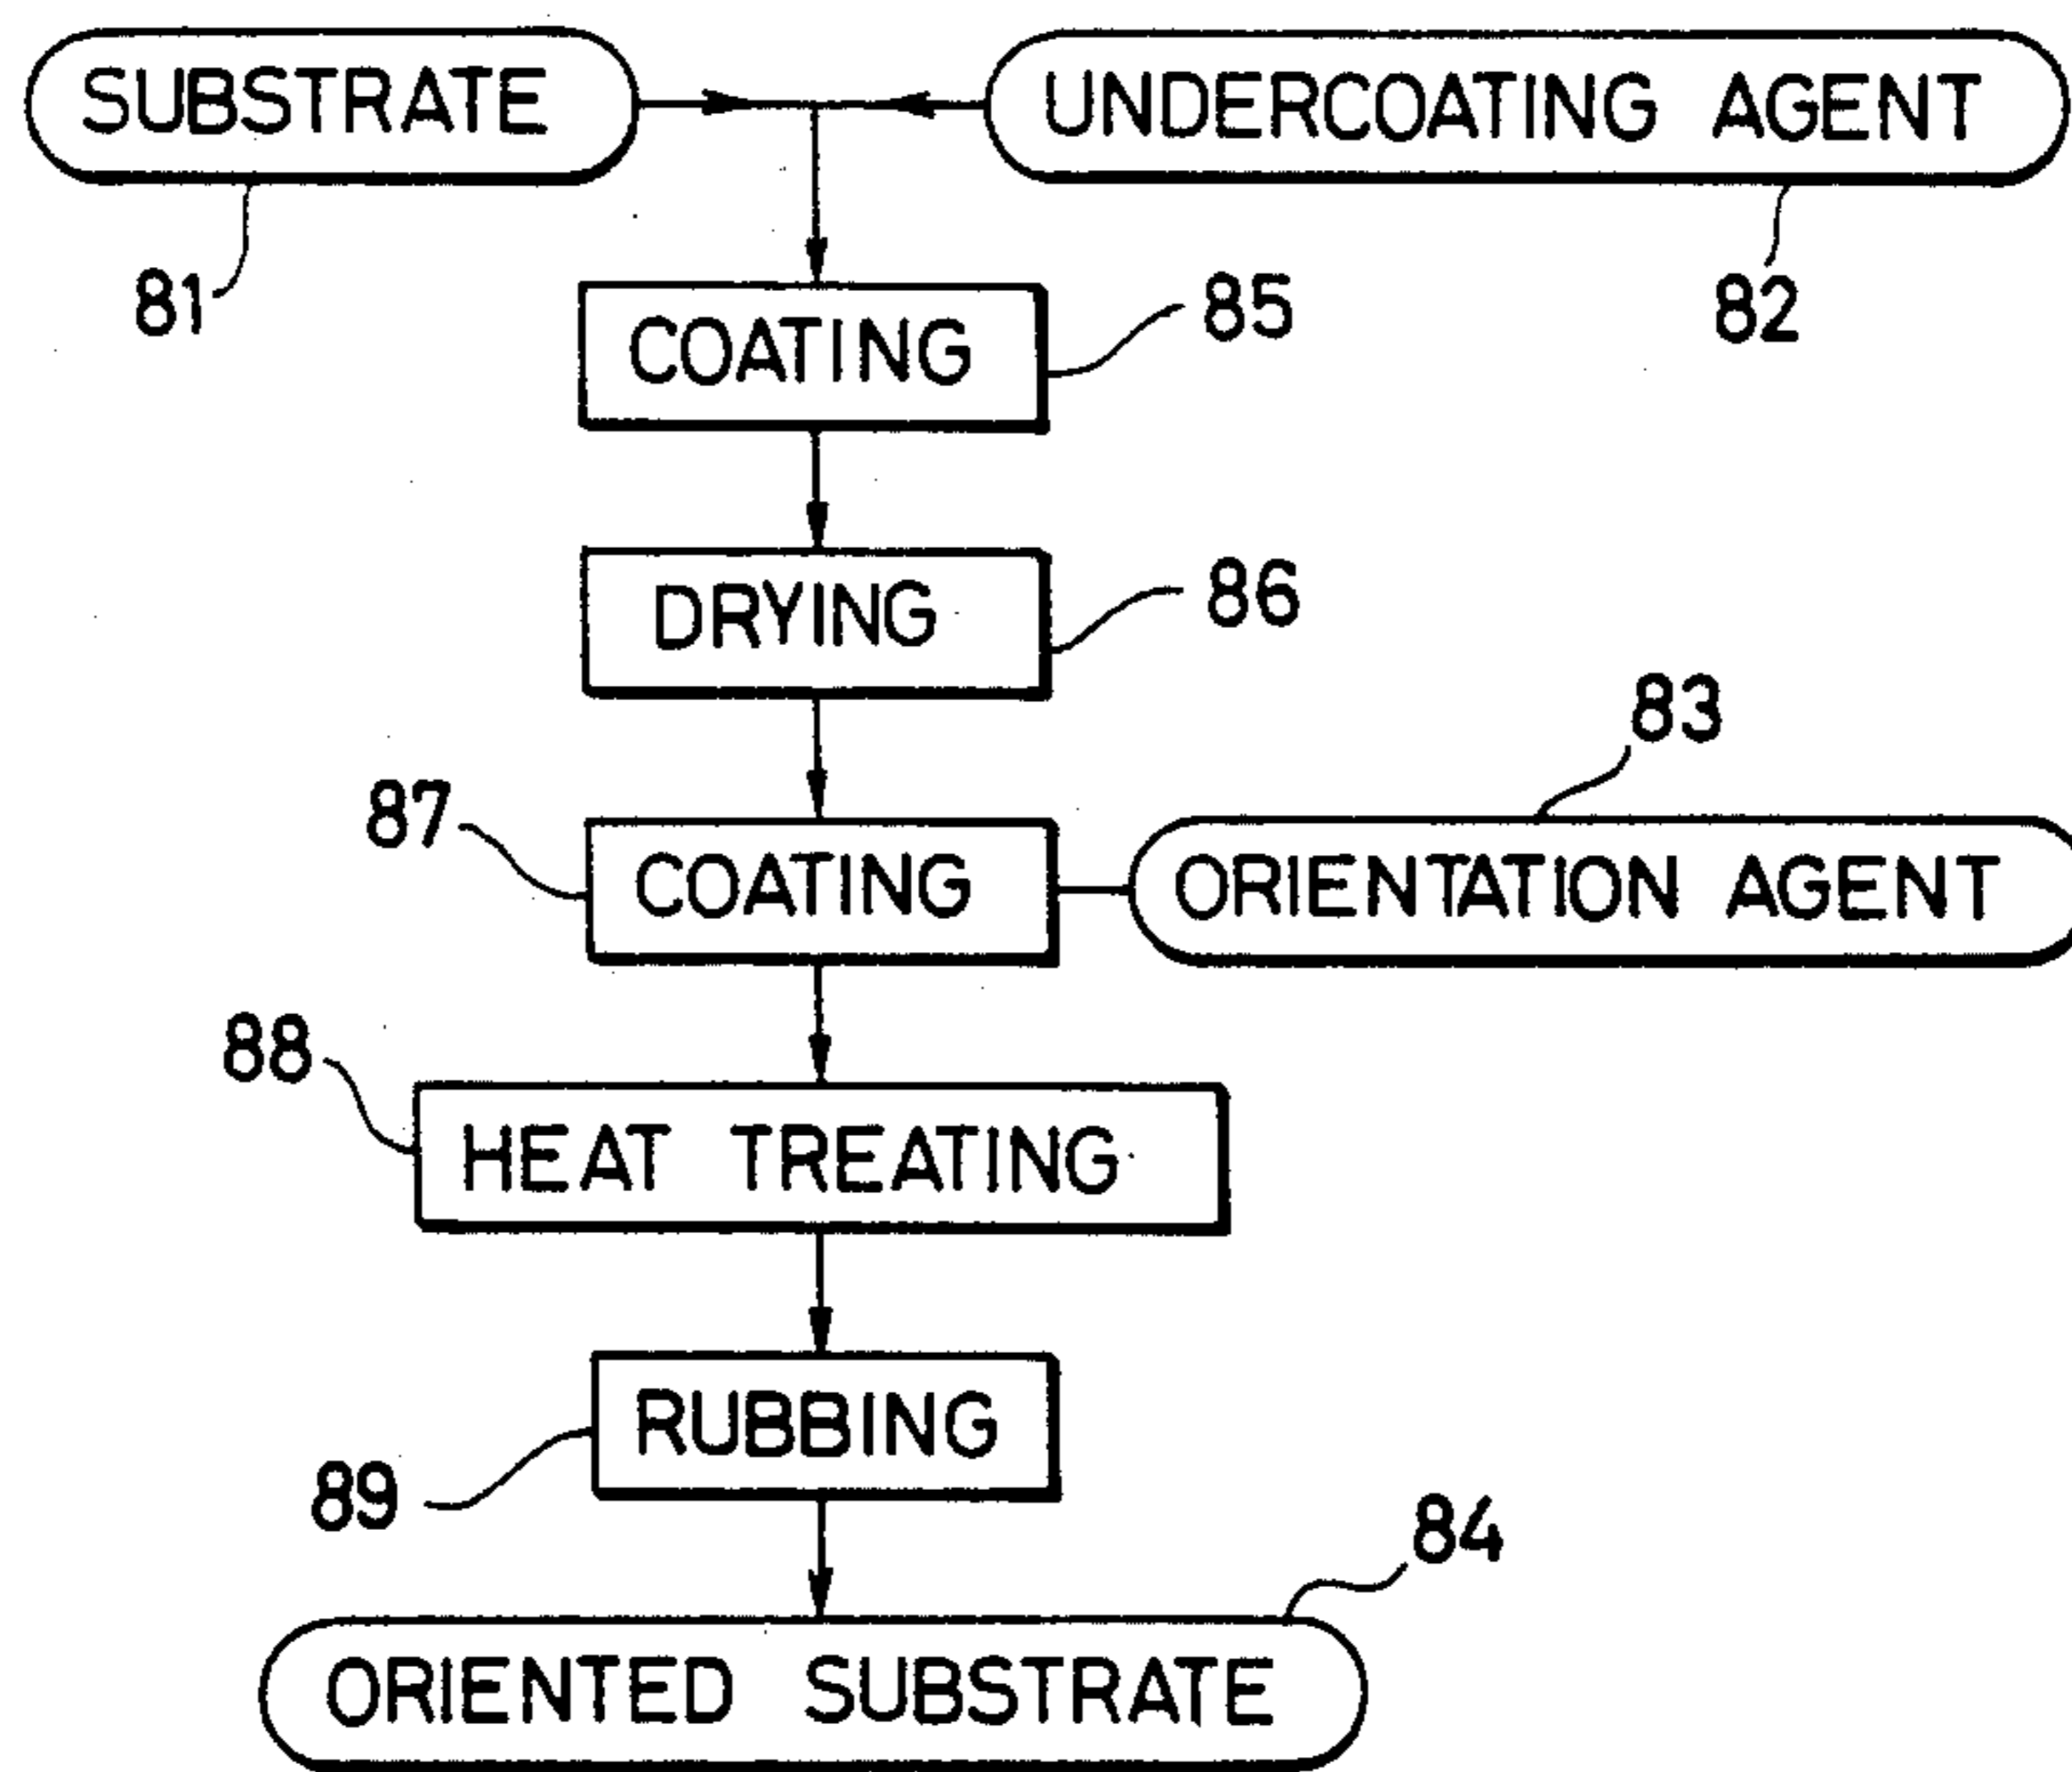 SUBSTRATE
UNDERCOATING AGENT
81
82
COATING
85
DRYING
86
83
87
COATING
ORIENTATION AGENT
88
HEAT TREATING
RUBBING
89
84
ORIENTED SUBSTRATE